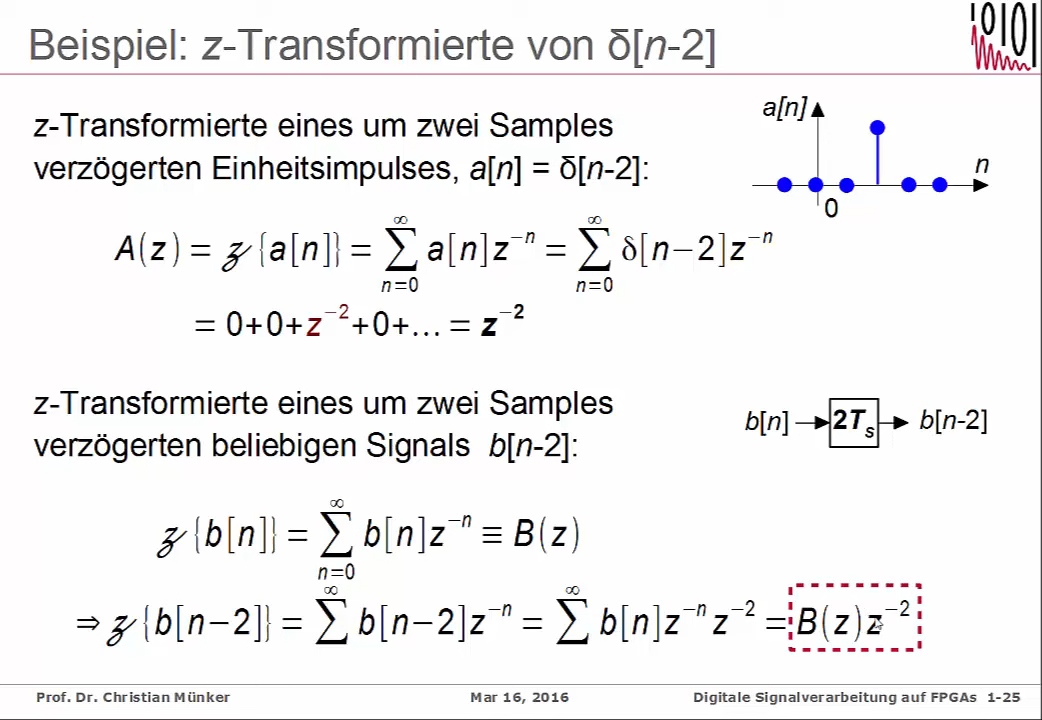 Beispiel: z-Transformierte von δ[n-2]
!0!0!
z-Transformierte eines um zwei Samples
verzögerten Einheitsimpulses, a[n] = δ[n-2]:
a[n]
n
0
A(z) = 𝓏{a[n]} = ∑ₙ₌₀^∞ a[n]z⁻ⁿ = ∑ₙ₌₀^∞ δ[n−2]z⁻ⁿ
= 0+0+z⁻²+0+… = z⁻²
z-Transformierte eines um zwei Samples
verzögerten beliebigen Signals b[n-2]:
b[n] 2Tₛ b[n-2]
𝓏{b[n]} = ∑ₙ₌₀^∞ b[n]z⁻ⁿ ≡ B(z)
⇒ 𝓏{b[n−2]} = ∑^∞ b[n−2]z⁻ⁿ = ∑^∞ b[n]z⁻ⁿ z⁻² = B(z)z⁻²
Prof. Dr. Christian Münker Mar 16, 2016 Digitale Signalverarbeitung auf FPGAs 1-25